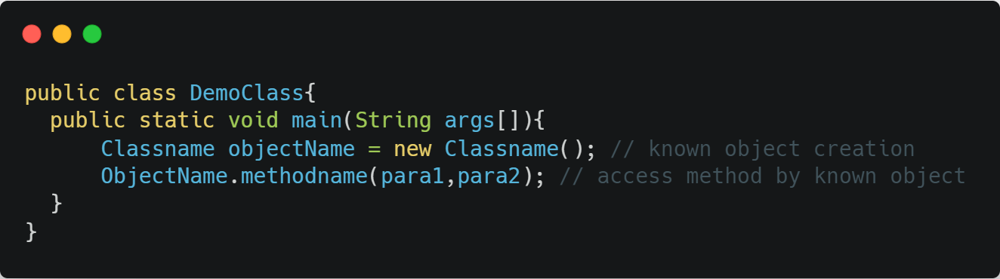 public class DemoClass{
  public static void main(String args[]){
      Classname objectName = new Classname(); // known object creation
      ObjectName.methodname(para1,para2); // access method by known object
  }
}